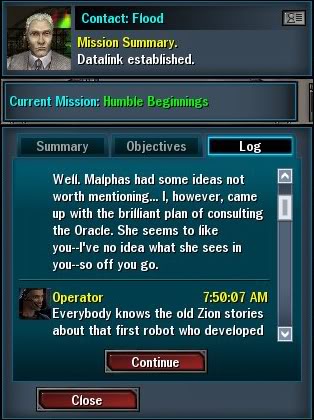 Contact: Flood
Mission Summary.
Datalink established.
Current Mission: Humble Beginnings
Summary
Objectives
Log
Well. Malphas had some ideas not
worth mentioning... I, however, came
up with the brilliant plan of consulting
the Oracle. She seems to like
you--I've no idea what she sees in
you--so off you go.
Operator 7:50:07 AM
Everybody knows the old Zion stories
about that first robot who developed
Continue
Close